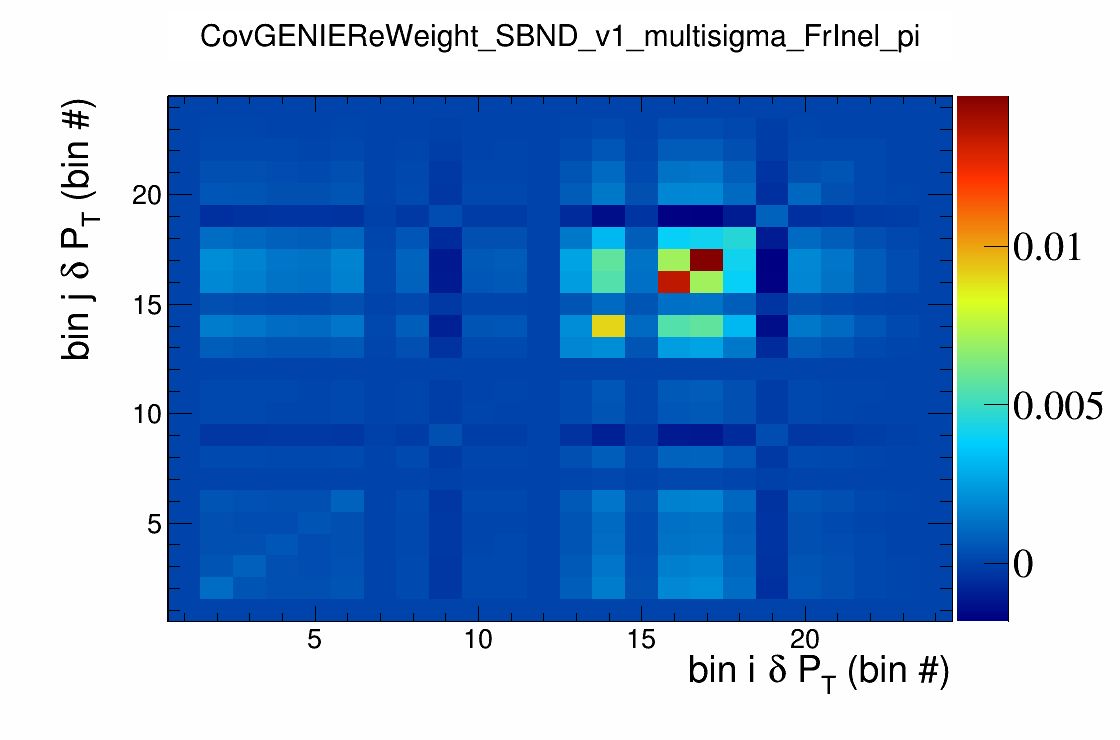 CovGENIEReWeight_SBND_v1_multisigma_FrInel_pi
bin j δ P_T (bin #)
20
15
10
5
5 10 15 20
bin i δ P_T (bin #)
0.01
0.005
0